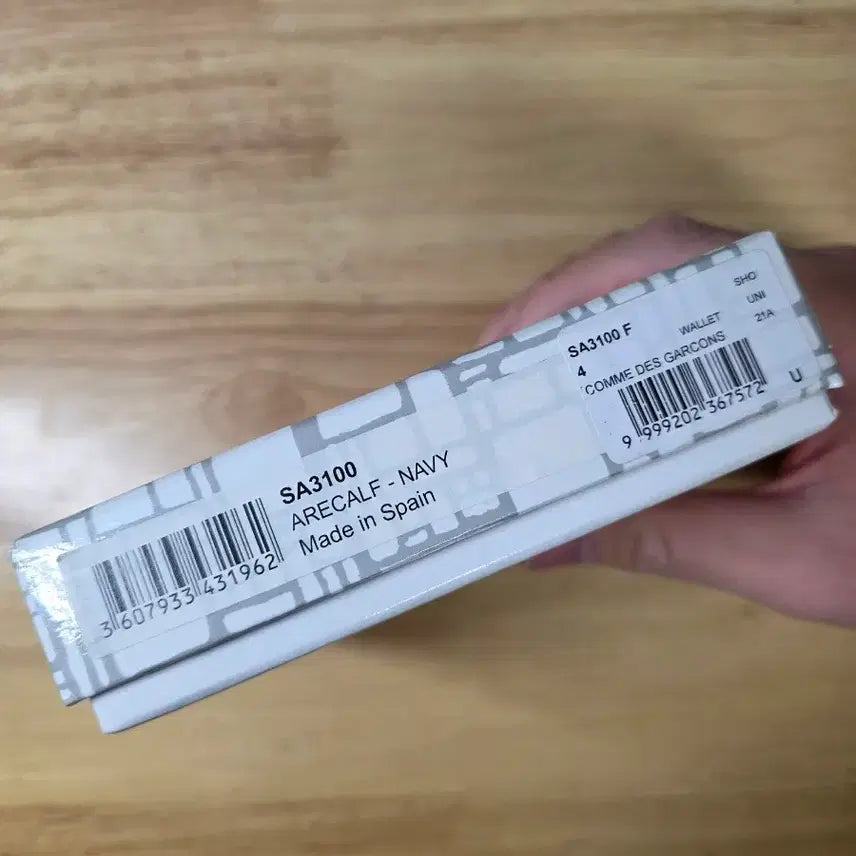 SA3100
ARECALF - NAVY
Made in Spain
3 607933 431962
SA3100 F
4
WALLET
COMME DES GARCONS
SHO
UNI
21A
9 999202 367572
U